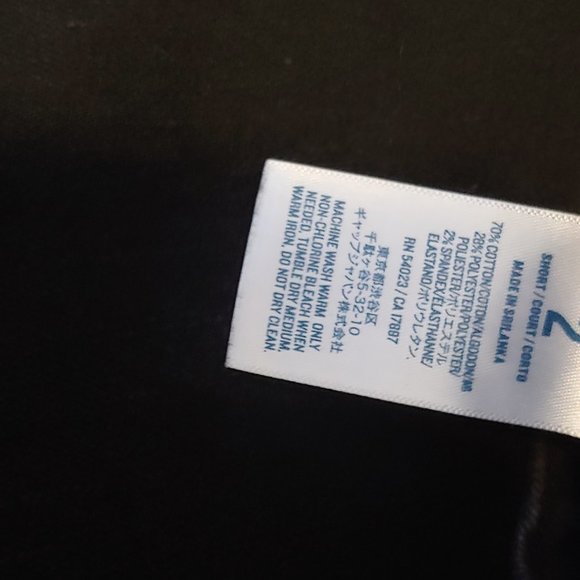 2
SHORT / COURT / CORTO
MADE IN SRI LANKA
70% COTTON/COTON/ALGODON/綿
28% POLYESTER/POLYESTER/
POLIESTER/ポリエステル
2% SPANDEX/ELASTHANNE/
ELASTANO/ポリウレタン
RN 54023 / CA 17897
東京都渋谷区
千駄ヶ谷5-32-10
ギャップジャパン株式会社
MACHINE WASH WARM ONLY
NON-CHLORINE BLEACH WHEN
NEEDED, TUMBLE DRY MEDIUM,
WARM IRON, DO NOT DRY CLEAN.